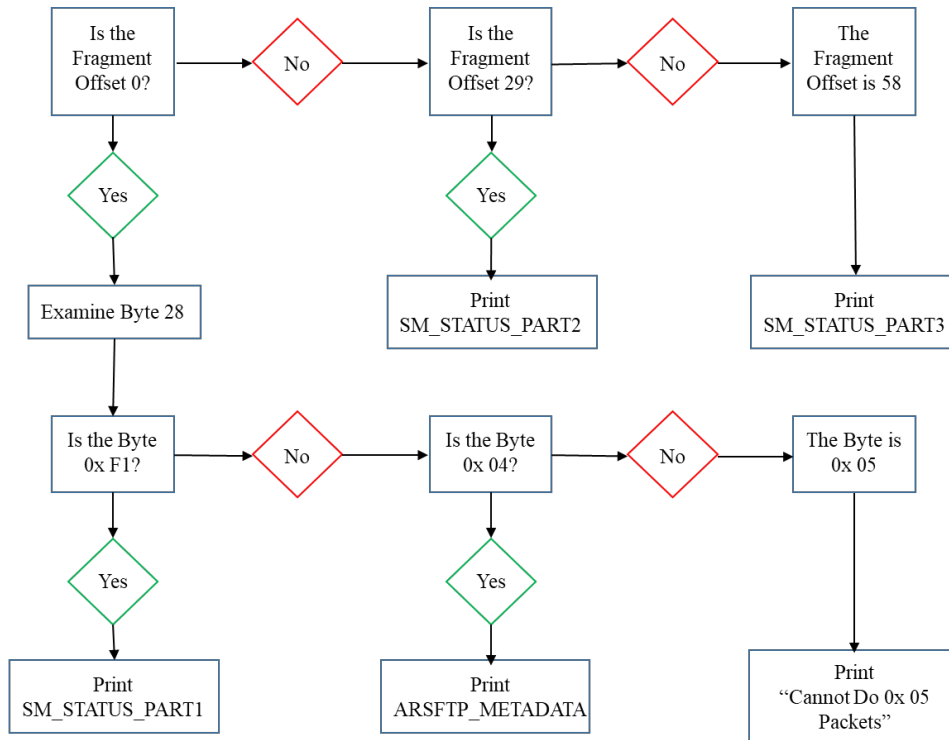 Is the
Fragment
Offset 0?
No
Is the
Fragment
Offset 29?
No
The
Fragment
Offset is 58
Yes
Yes
Examine Byte 28
Print
SM_STATUS_PART2
Print
SM_STATUS_PART3
Is the Byte
0x F1?
No
Is the Byte
0x 04?
No
The Byte is
0x 05
Yes
Yes
Print
SM_STATUS_PART1
Print
ARSFTP_METADATA
Print
“Cannot Do 0x 05
Packets”